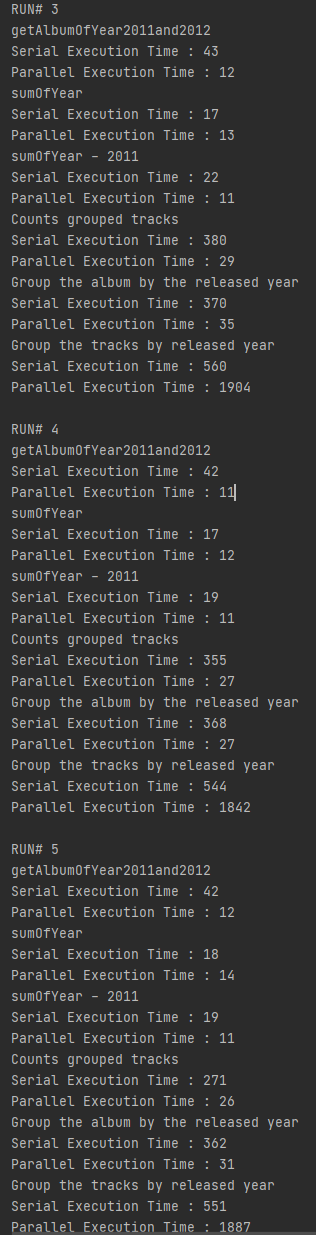 RUN# 3
getAlbumOfYear2011and2012
Serial Execution Time : 43
Parallel Execution Time : 12
sumOfYear
Serial Execution Time : 17
Parallel Execution Time : 13
sumOfYear – 2011
Serial Execution Time : 22
Parallel Execution Time : 11
Counts grouped tracks
Serial Execution Time : 380
Parallel Execution Time : 29
Group the album by the released year
Serial Execution Time : 370
Parallel Execution Time : 35
Group the tracks by released year
Serial Execution Time : 560
Parallel Execution Time : 1904
RUN# 4
getAlbumOfYear2011and2012
Serial Execution Time : 42
Parallel Execution Time : 11
sumOfYear
Serial Execution Time : 17
Parallel Execution Time : 12
sumOfYear – 2011
Serial Execution Time : 19
Parallel Execution Time : 11
Counts grouped tracks
Serial Execution Time : 355
Parallel Execution Time : 27
Group the album by the released year
Serial Execution Time : 368
Parallel Execution Time : 27
Group the tracks by released year
Serial Execution Time : 544
Parallel Execution Time : 1842
RUN# 5
getAlbumOfYear2011and2012
Serial Execution Time : 42
Parallel Execution Time : 12
sumOfYear
Serial Execution Time : 18
Parallel Execution Time : 14
sumOfYear – 2011
Serial Execution Time : 19
Parallel Execution Time : 11
Counts grouped tracks
Serial Execution Time : 271
Parallel Execution Time : 26
Group the album by the released year
Serial Execution Time : 362
Parallel Execution Time : 31
Group the tracks by released year
Serial Execution Time : 551
Parallel Execution Time : 1887